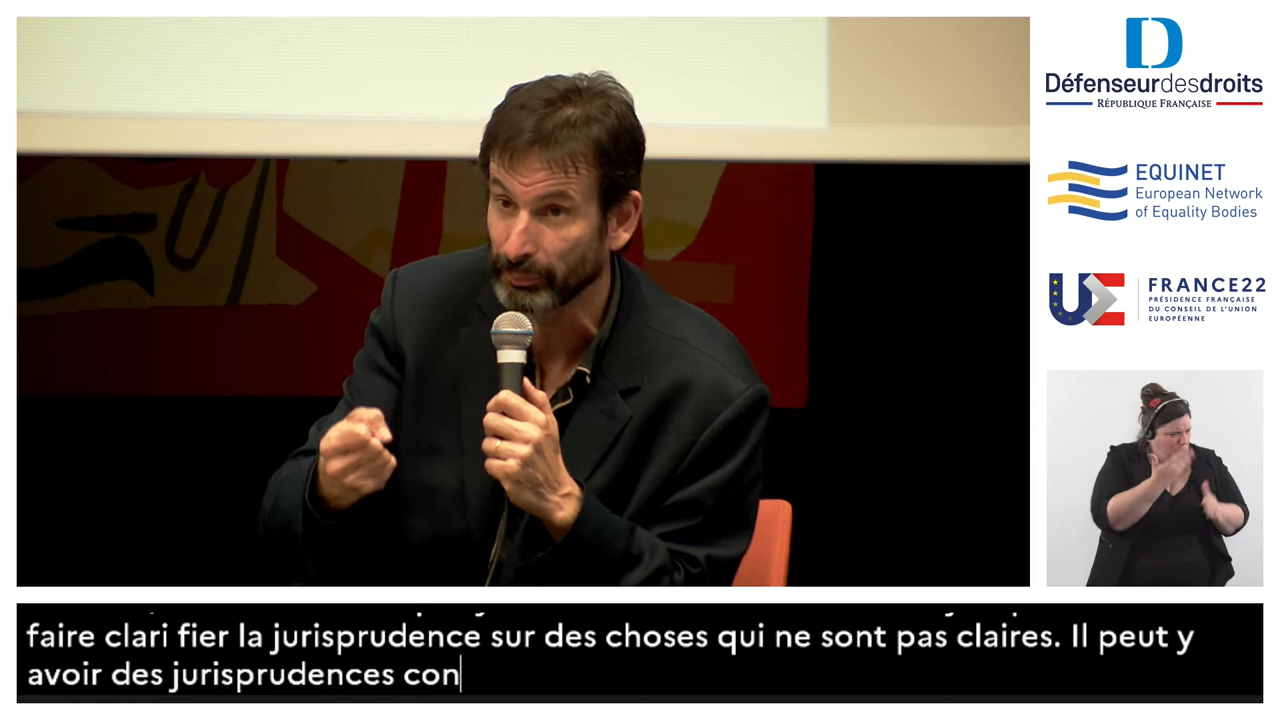 Défenseurdesdroits
RÉPUBLIQUE FRANÇAISE
EQUINET
European Network
of Equality Bodies
UE
FRANCE22
PRÉSIDENCE FRANÇAISE
DU CONSEIL DE L'UNION
EUROPÉENNE
faire clari fier la jurisprudence sur des choses qui ne sont pas claires. Il peut y
avoir des jurisprudences con